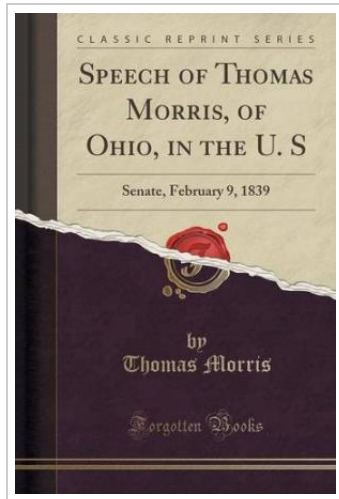 CLASSIC REPRINT SERIES
SPEECH OF THOMAS
MORRIS, OF
OHIO, IN THE U. S
Senate, February 9, 1839
by
Thomas Morris
Forgotten Books